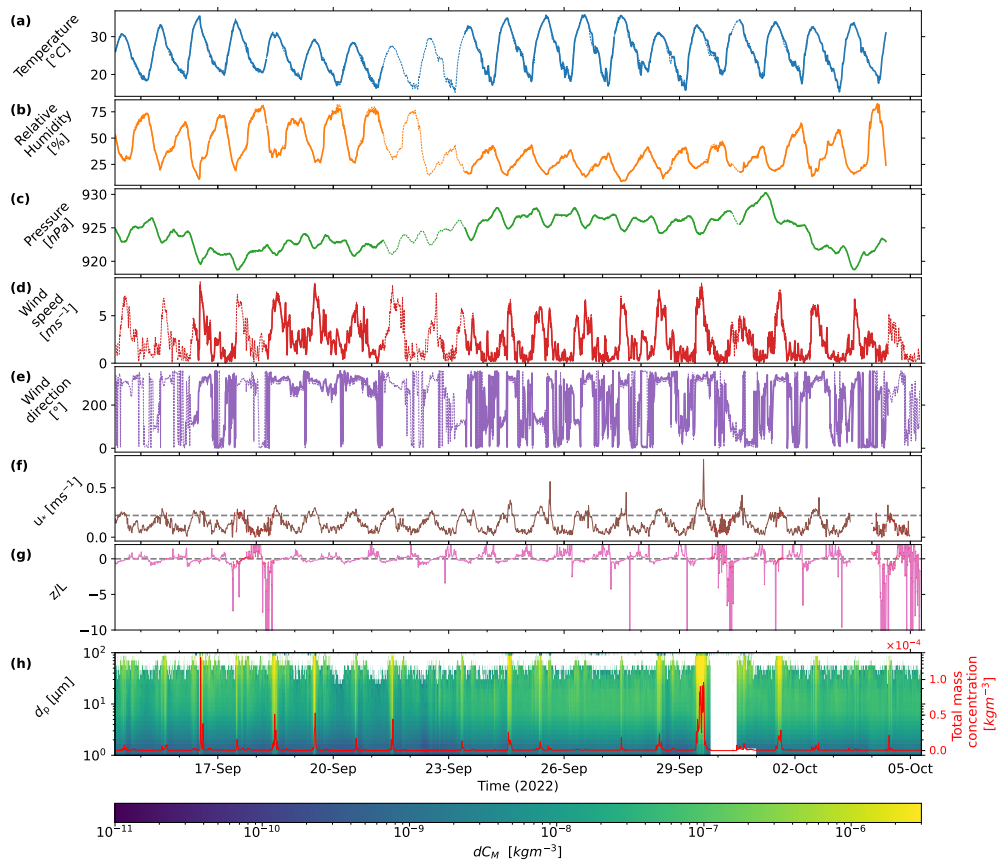 (a)
Temperature
[°C]
30
20
(b)
Relative
Humidity
[%]
75
50
25
(c)
Pressure
[hPa]
930
925
920
(d)
Wind
speed
[ms⁻¹]
5
0
(e)
Wind
direction
[°]
200
0
(f)
u* [ms⁻¹]
0.5
0.0
(g)
z/L
0
−5
−10
(h)
dₚ [µm]
10²
10¹
10⁰
×10⁻⁴
1.0
0.5
0.0
Total mass
concentration
[kgm⁻³]
17-Sep 20-Sep 23-Sep 26-Sep 29-Sep 02-Oct 05-Oct
Time (2022)
10⁻¹¹ 10⁻¹⁰ 10⁻⁹ 10⁻⁸ 10⁻⁷ 10⁻⁶
dC_M [kgm⁻³]